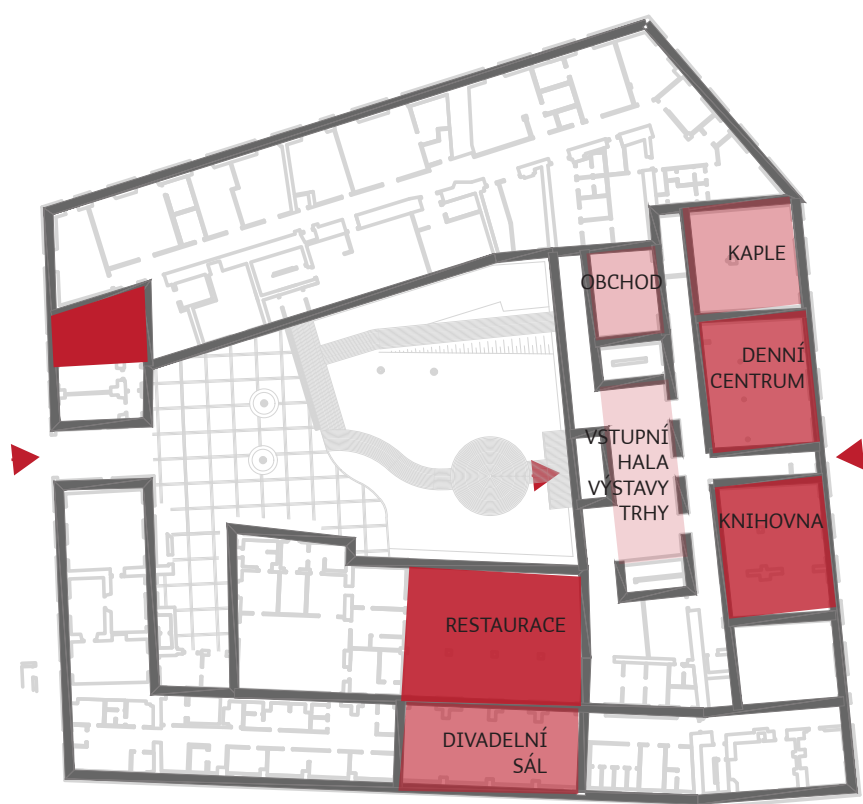 KAPLE
OBCHOD
DENNÍ
CENTRUM
VSTUPNÍ
HALA
VÝSTAVY
TRHY
KNIHOVNA
RESTAURACE
DIVADELNÍ
SÁL